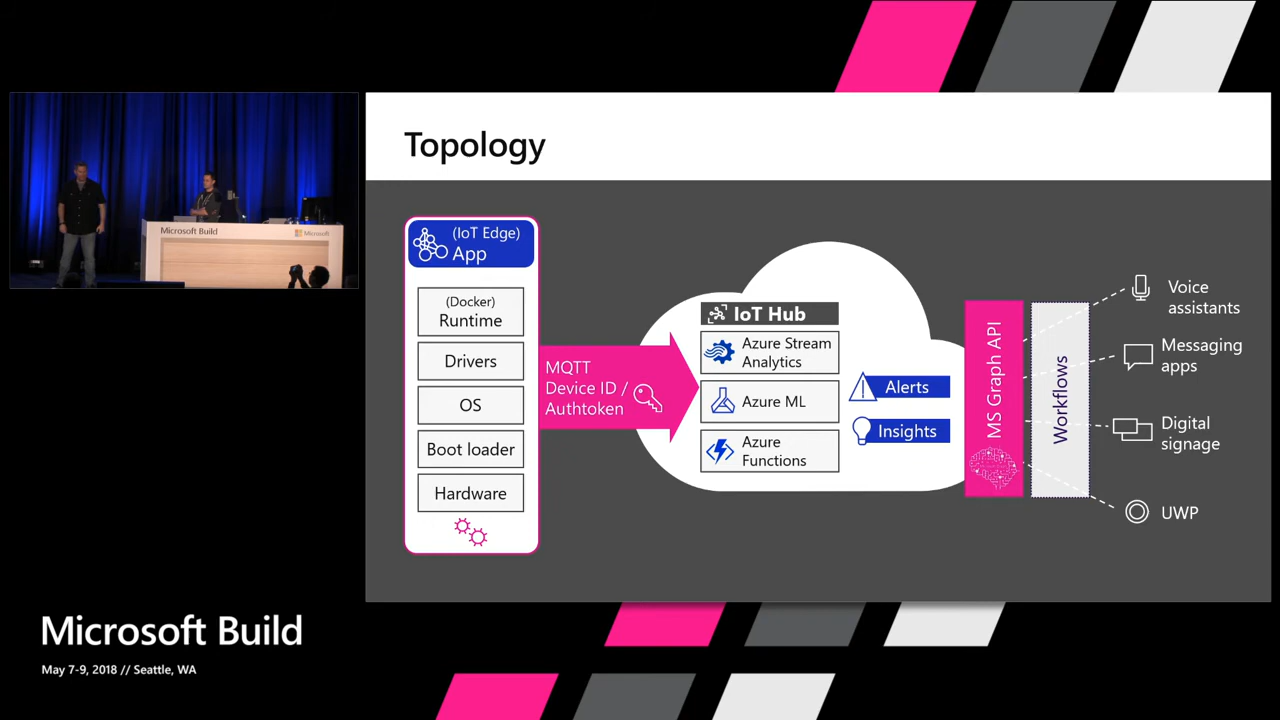 Topology
Microsoft Build
Microsoft
(IoT Edge)
App
(Docker)
Runtime
Drivers
OS
Boot loader
Hardware
MQTT
Device ID /
Authtoken
IoT Hub
Azure Stream
Analytics
Azure ML
Azure
Functions
Alerts
Insights
MS Graph API
Workflows
Voice
assistants
Messaging
apps
Digital
signage
UWP
Microsoft Build
May 7-9, 2018 // Seattle, WA